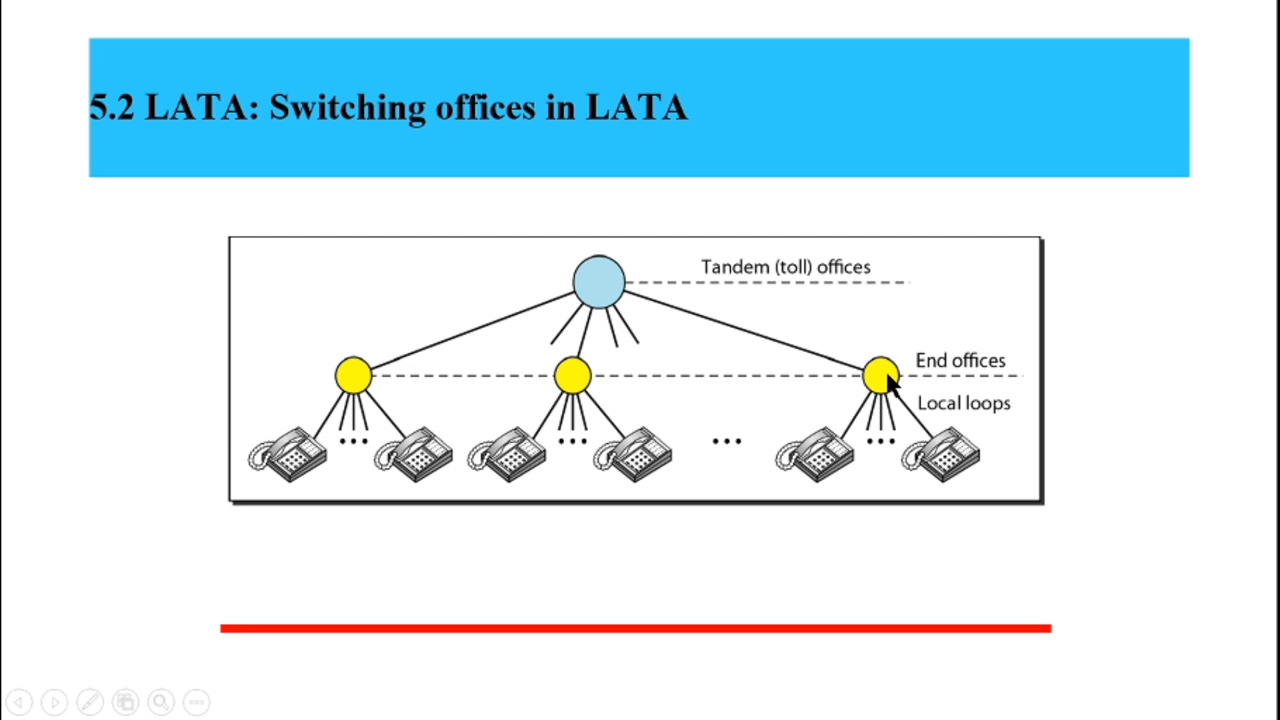 5.2 LATA: Switching offices in LATA
Tandem (toll) offices
End offices
Local loops